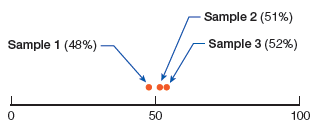 Sample 2 (51%)
Sample 1 (48%)
Sample 3 (52%)
0 50 100